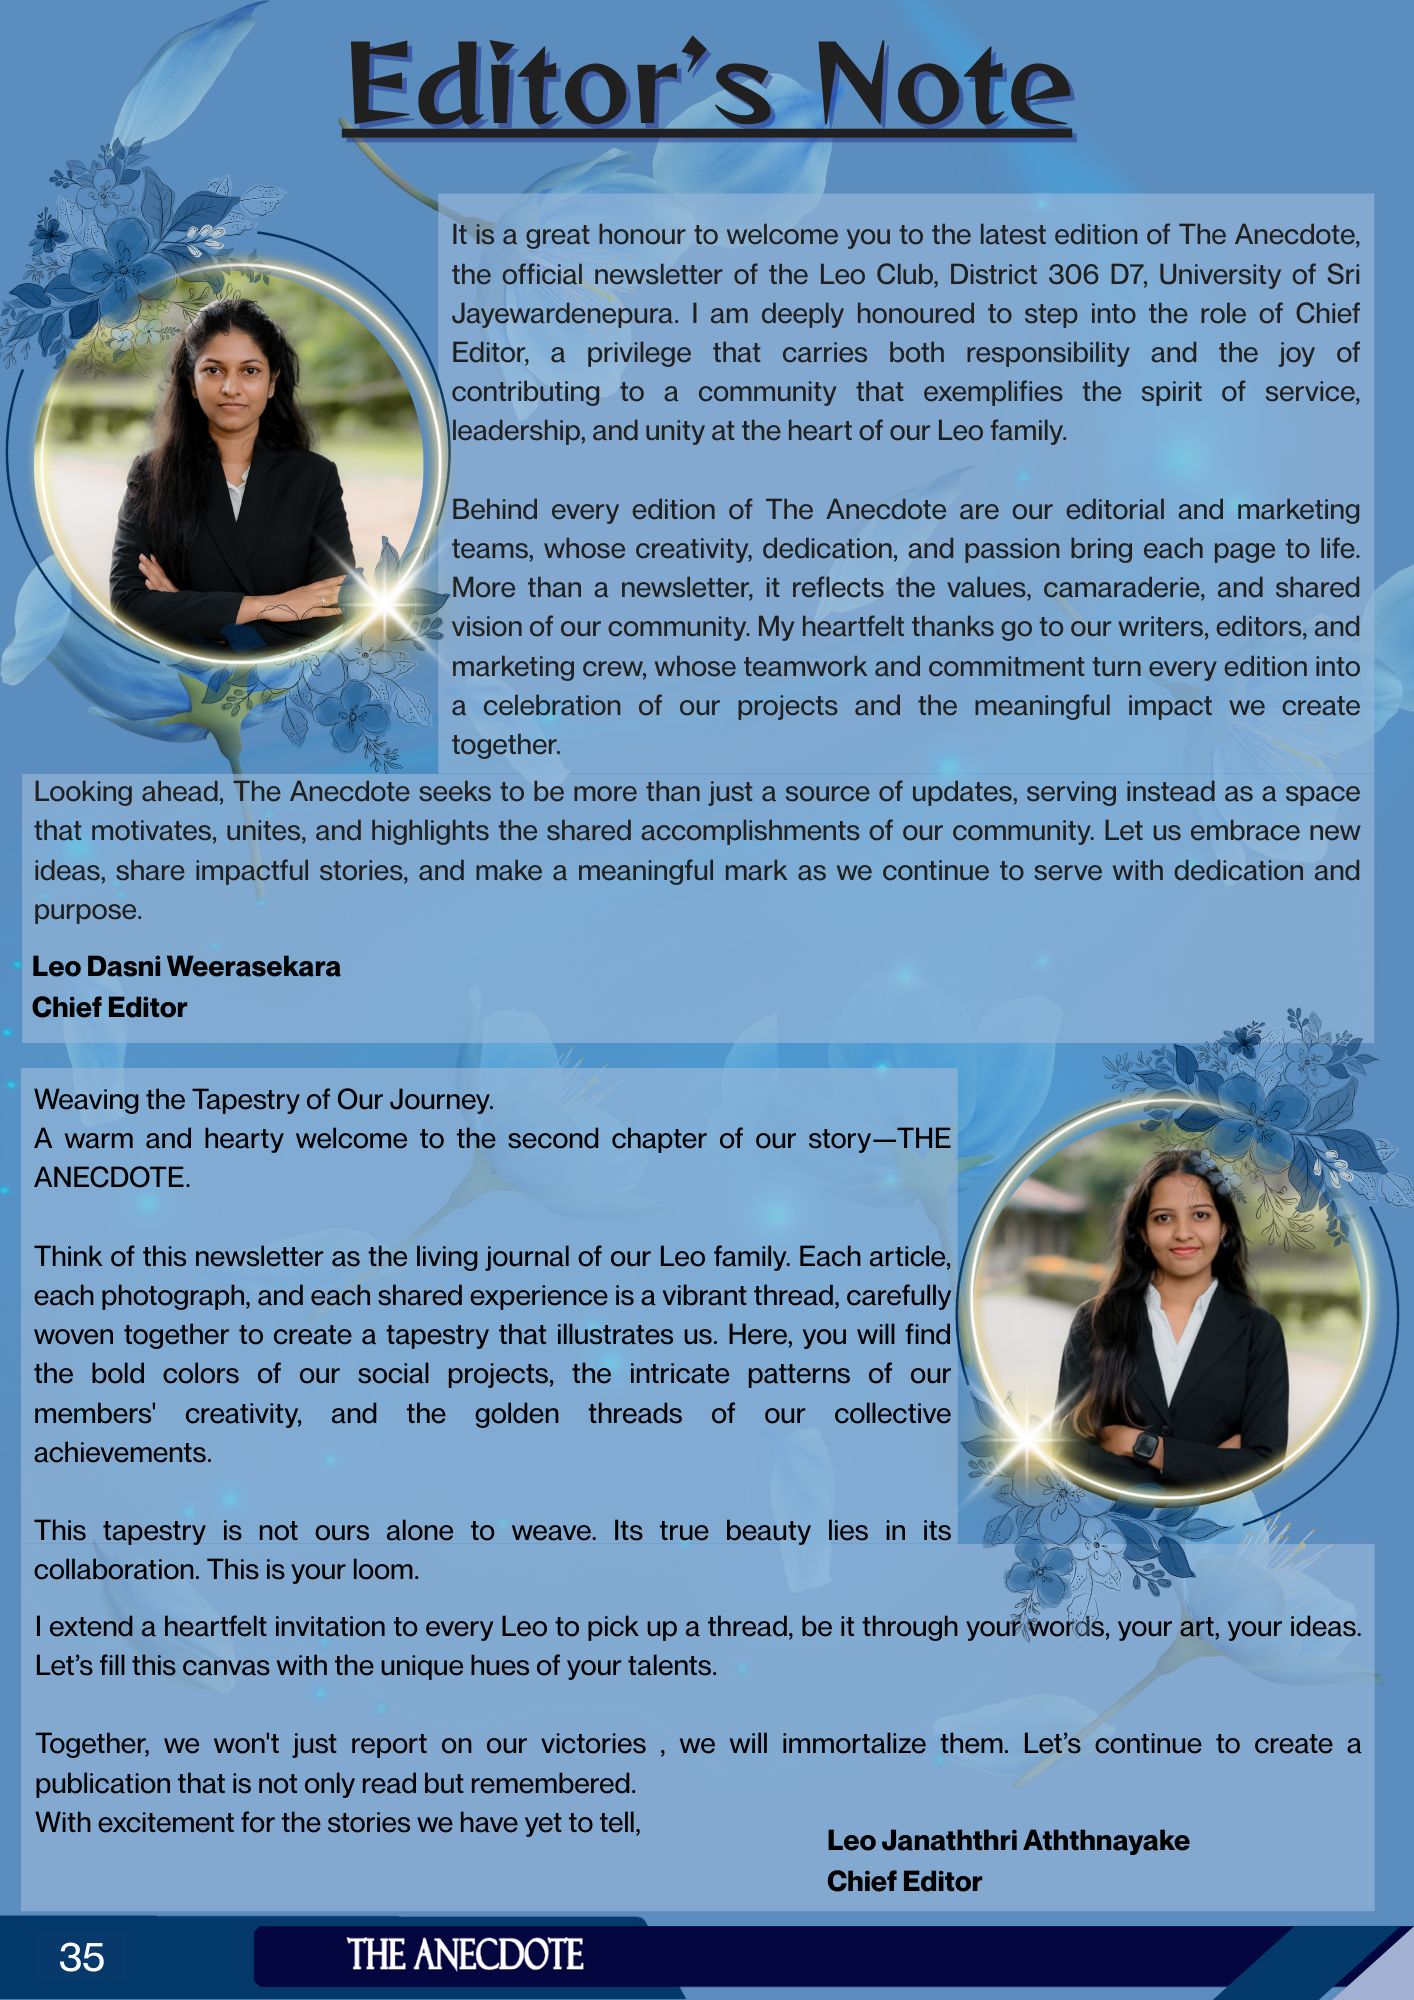 Editor's Note
It is a great honour to welcome you to the latest edition of The Anecdote,
the official newsletter of the Leo Club, District 306 D7, University of Sri
Jayewardenepura. I am deeply honoured to step into the role of Chief
Editor, a privilege that carries both responsibility and the joy of
contributing to a community that exemplifies the spirit of service,
leadership, and unity at the heart of our Leo family.
Behind every edition of The Anecdote are our editorial and marketing
teams, whose creativity, dedication, and passion bring each page to life.
More than a newsletter, it reflects the values, camaraderie, and shared
vision of our community. My heartfelt thanks go to our writers, editors, and
marketing crew, whose teamwork and commitment turn every edition into
a celebration of our projects and the meaningful impact we create
together.
Looking ahead, The Anecdote seeks to be more than just a source of updates, serving instead as a space
that motivates, unites, and highlights the shared accomplishments of our community. Let us embrace new
ideas, share impactful stories, and make a meaningful mark as we continue to serve with dedication and
purpose.
Leo Dasni Weerasekara
Chief Editor
Weaving the Tapestry of Our Journey.
A warm and hearty welcome to the second chapter of our story—THE
ANECDOTE.
Think of this newsletter as the living journal of our Leo family. Each article,
each photograph, and each shared experience is a vibrant thread, carefully
woven together to create a tapestry that illustrates us. Here, you will find
the bold colors of our social projects, the intricate patterns of our
members' creativity, and the golden threads of our collective
achievements.
This tapestry is not ours alone to weave. Its true beauty lies in its
collaboration. This is your loom.
I extend a heartfelt invitation to every Leo to pick up a thread, be it through your words, your art, your ideas.
Let's fill this canvas with the unique hues of your talents.
Together, we won't just report on our victories , we will immortalize them. Let's continue to create a
publication that is not only read but remembered.
With excitement for the stories we have yet to tell,
Leo Janaththri Aththnayake
Chief Editor
35
THE ANECDOTE